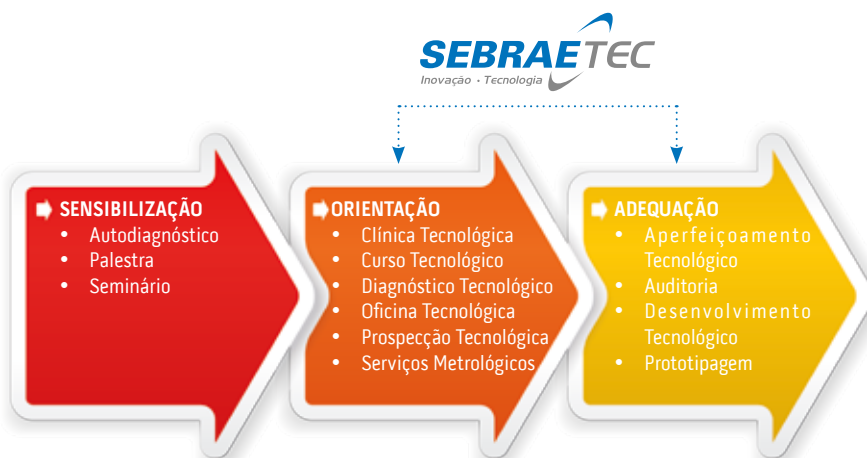 SEBRAETEC
Inovação - Tecnologia
SENSIBILIZAÇÃO
• Autodiagnóstico
• Palestra
• Seminário
ORIENTAÇÃO
• Clínica Tecnológica
• Curso Tecnológico
• Diagnóstico Tecnológico
• Oficina Tecnológica
• Prospecção Tecnológica
• Serviços Metrológicos
ADEQUAÇÃO
• Aperfeiçoamento
Tecnológico
• Auditoria
• Desenvolvimento
Tecnológico
• Prototipagem